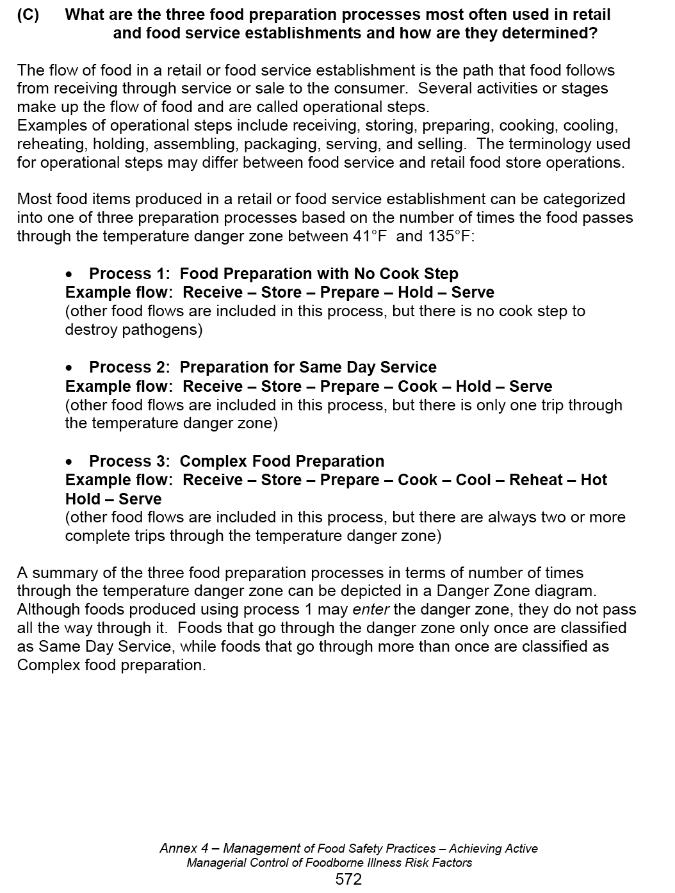 (C) What are the three food preparation processes most often used in retail
and food service establishments and how are they determined?
The flow of food in a retail or food service establishment is the path that food follows
from receiving through service or sale to the consumer. Several activities or stages
make up the flow of food and are called operational steps.
Examples of operational steps include receiving, storing, preparing, cooking, cooling,
reheating, holding, assembling, packaging, serving, and selling. The terminology used
for operational steps may differ between food service and retail food store operations.
Most food items produced in a retail or food service establishment can be categorized
into one of three preparation processes based on the number of times the food passes
through the temperature danger zone between 41°F and 135°F:
• Process 1: Food Preparation with No Cook Step
Example flow: Receive – Store – Prepare – Hold – Serve
(other food flows are included in this process, but there is no cook step to
destroy pathogens)
• Process 2: Preparation for Same Day Service
Example flow: Receive – Store – Prepare – Cook – Hold – Serve
(other food flows are included in this process, but there is only one trip through
the temperature danger zone)
• Process 3: Complex Food Preparation
Example flow: Receive – Store – Prepare – Cook – Cool – Reheat – Hot
Hold – Serve
(other food flows are included in this process, but there are always two or more
complete trips through the temperature danger zone)
A summary of the three food preparation processes in terms of number of times
through the temperature danger zone can be depicted in a Danger Zone diagram.
Although foods produced using process 1 may enter the danger zone, they do not pass
all the way through it. Foods that go through the danger zone only once are classified
as Same Day Service, while foods that go through more than once are classified as
Complex food preparation.
Annex 4 – Management of Food Safety Practices – Achieving Active
Managerial Control of Foodborne Illness Risk Factors
572